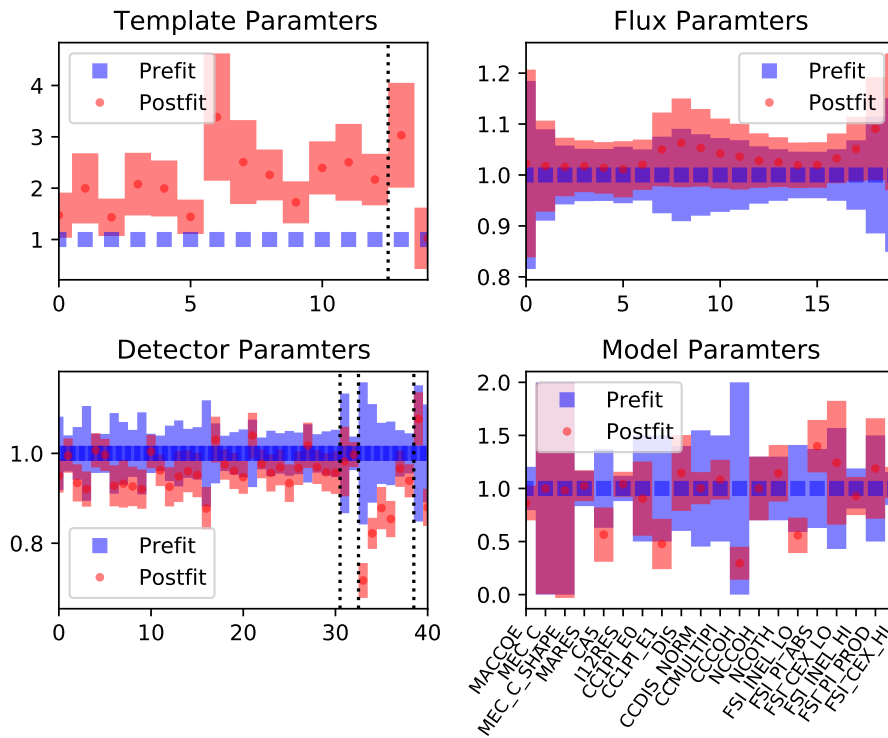 Template Paramters
Prefit
Postfit
4
3
2
1
0
5
10
Flux Paramters
Prefit
Postfit
1.2
1.1
1.0
0.9
0.8
0
5
10
15
Detector Paramters
Prefit
Postfit
1.0
0.8
0
10
20
30
40
Model Paramters
Prefit
Postfit
2.0
1.5
1.0
0.5
0.0
MACCQE
MEC_C
MEC_C_SHAPE
MARES
CA5
I12RES
CC1PI_E0
CC1PI_E1
DIS
CCDIS_NORM
CCMULTIPI
CCCOH
NCCOH
NCOTH
FSI_INEL_LO
FSI_PI_ABS
FSI_CEX_LO
FSI_INEL_HI
FSI_PI_PROD
FSI_CEX_HI